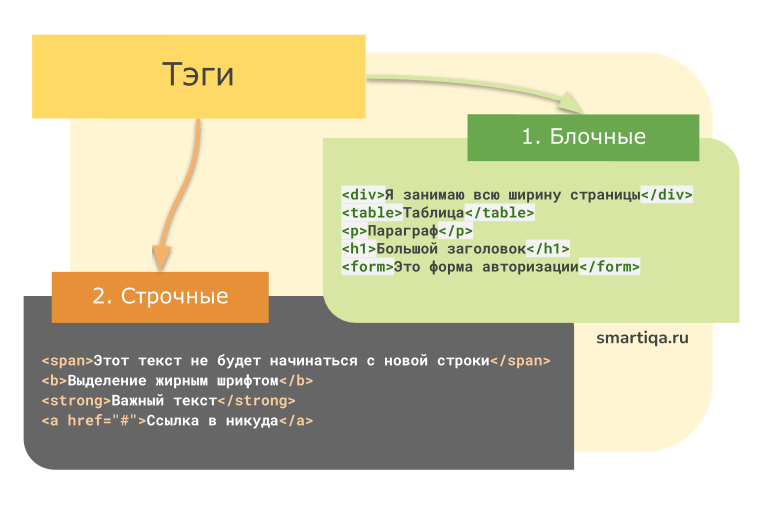 Тэги
1. Блочные
<div>Я занимаю всю ширину страницы</div>
<table>Таблица</table>
<p>Параграф</p>
<h1>Большой заголовок</h1>
<form>Это форма авторизации</form>
2. Строчные
smartiqa.ru
<span>Этот текст не будет начинаться с новой строки</span>
<b>Выделение жирным шрифтом</b>
<strong>Важный текст</strong>
<a href="#">Ссылка в никуда</a>